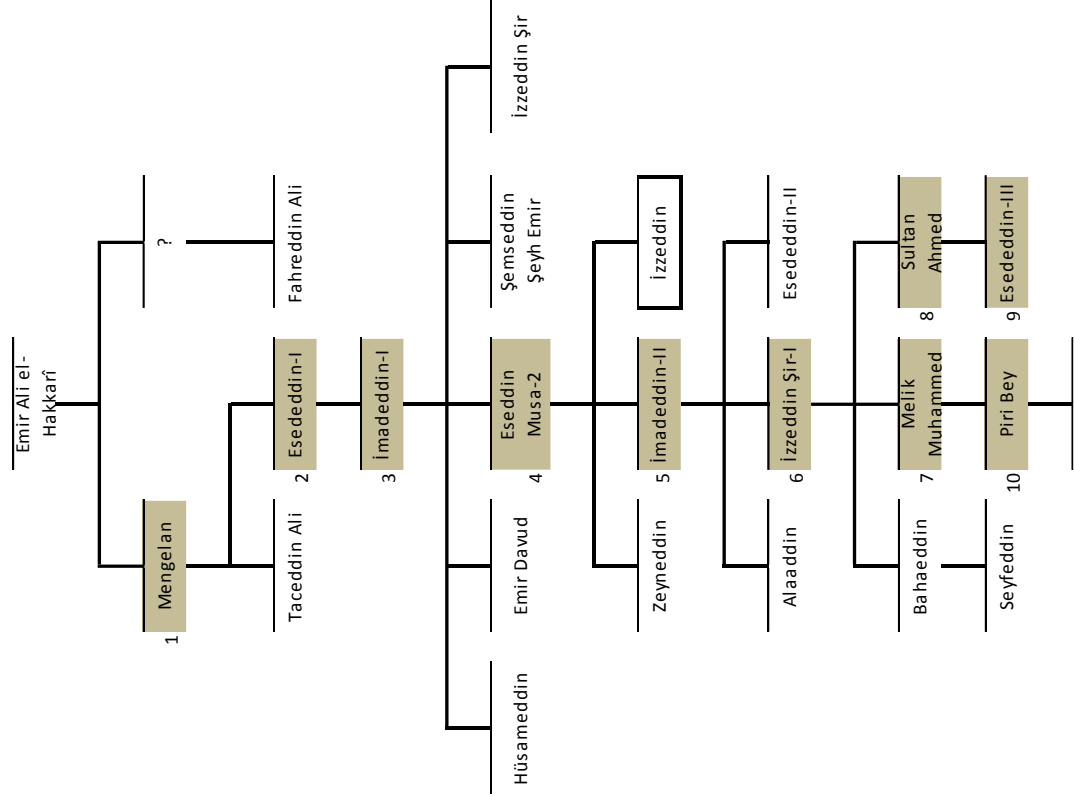 Emir Ali el-
Hakkarî
1
Mengelan
?
Taceddin Ali
2
Esededdin-I
Fahreddin Ali
3
İmadeddin-I
Hüsameddin
Emir Davud
4
Eseddin
Musa-2
Şemseddin
Şeyh Emir
İzzeddin Şir
Zeyneddin
5
İmadeddin-II
İzzeddin
Alaaddin
6
İzzeddin Şir-I
Esededdin-II
Bahaeddin
7
Melik
Muhammed
8
Sultan
Ahmed
Seyfeddin
10
Piri Bey
9
Esededdin-III